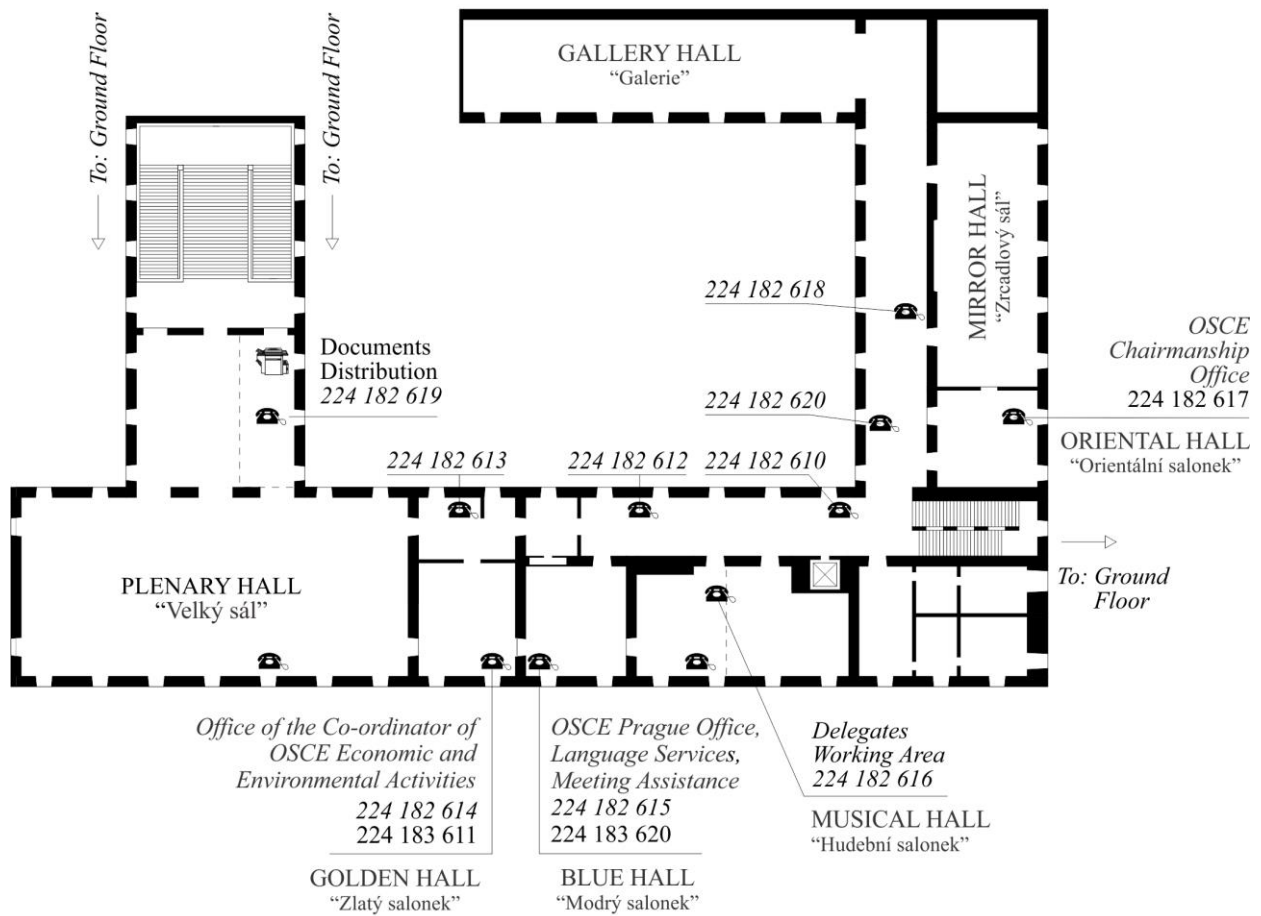 GALLERY HALL
“Galerie”
To: Ground Floor
To: Ground Floor
MIRROR HALL
“Zrcadlový sál”
224 182 618
OSCE
Chairmanship
Office
224 182 617
ORIENTAL HALL
“Orientální salonek”
Documents
Distribution
224 182 619
224 182 620
224 182 613
224 182 612
224 182 610
To: Ground
Floor
PLENARY HALL
“Velký sál”
Office of the Co-ordinator of
OSCE Economic and
Environmental Activities
224 182 614
224 183 611
GOLDEN HALL
“Zlatý salonek”
OSCE Prague Office,
Language Services,
Meeting Assistance
224 182 615
224 183 620
BLUE HALL
“Modrý salonek”
Delegates
Working Area
224 182 616
MUSICAL HALL
“Hudební salonek”